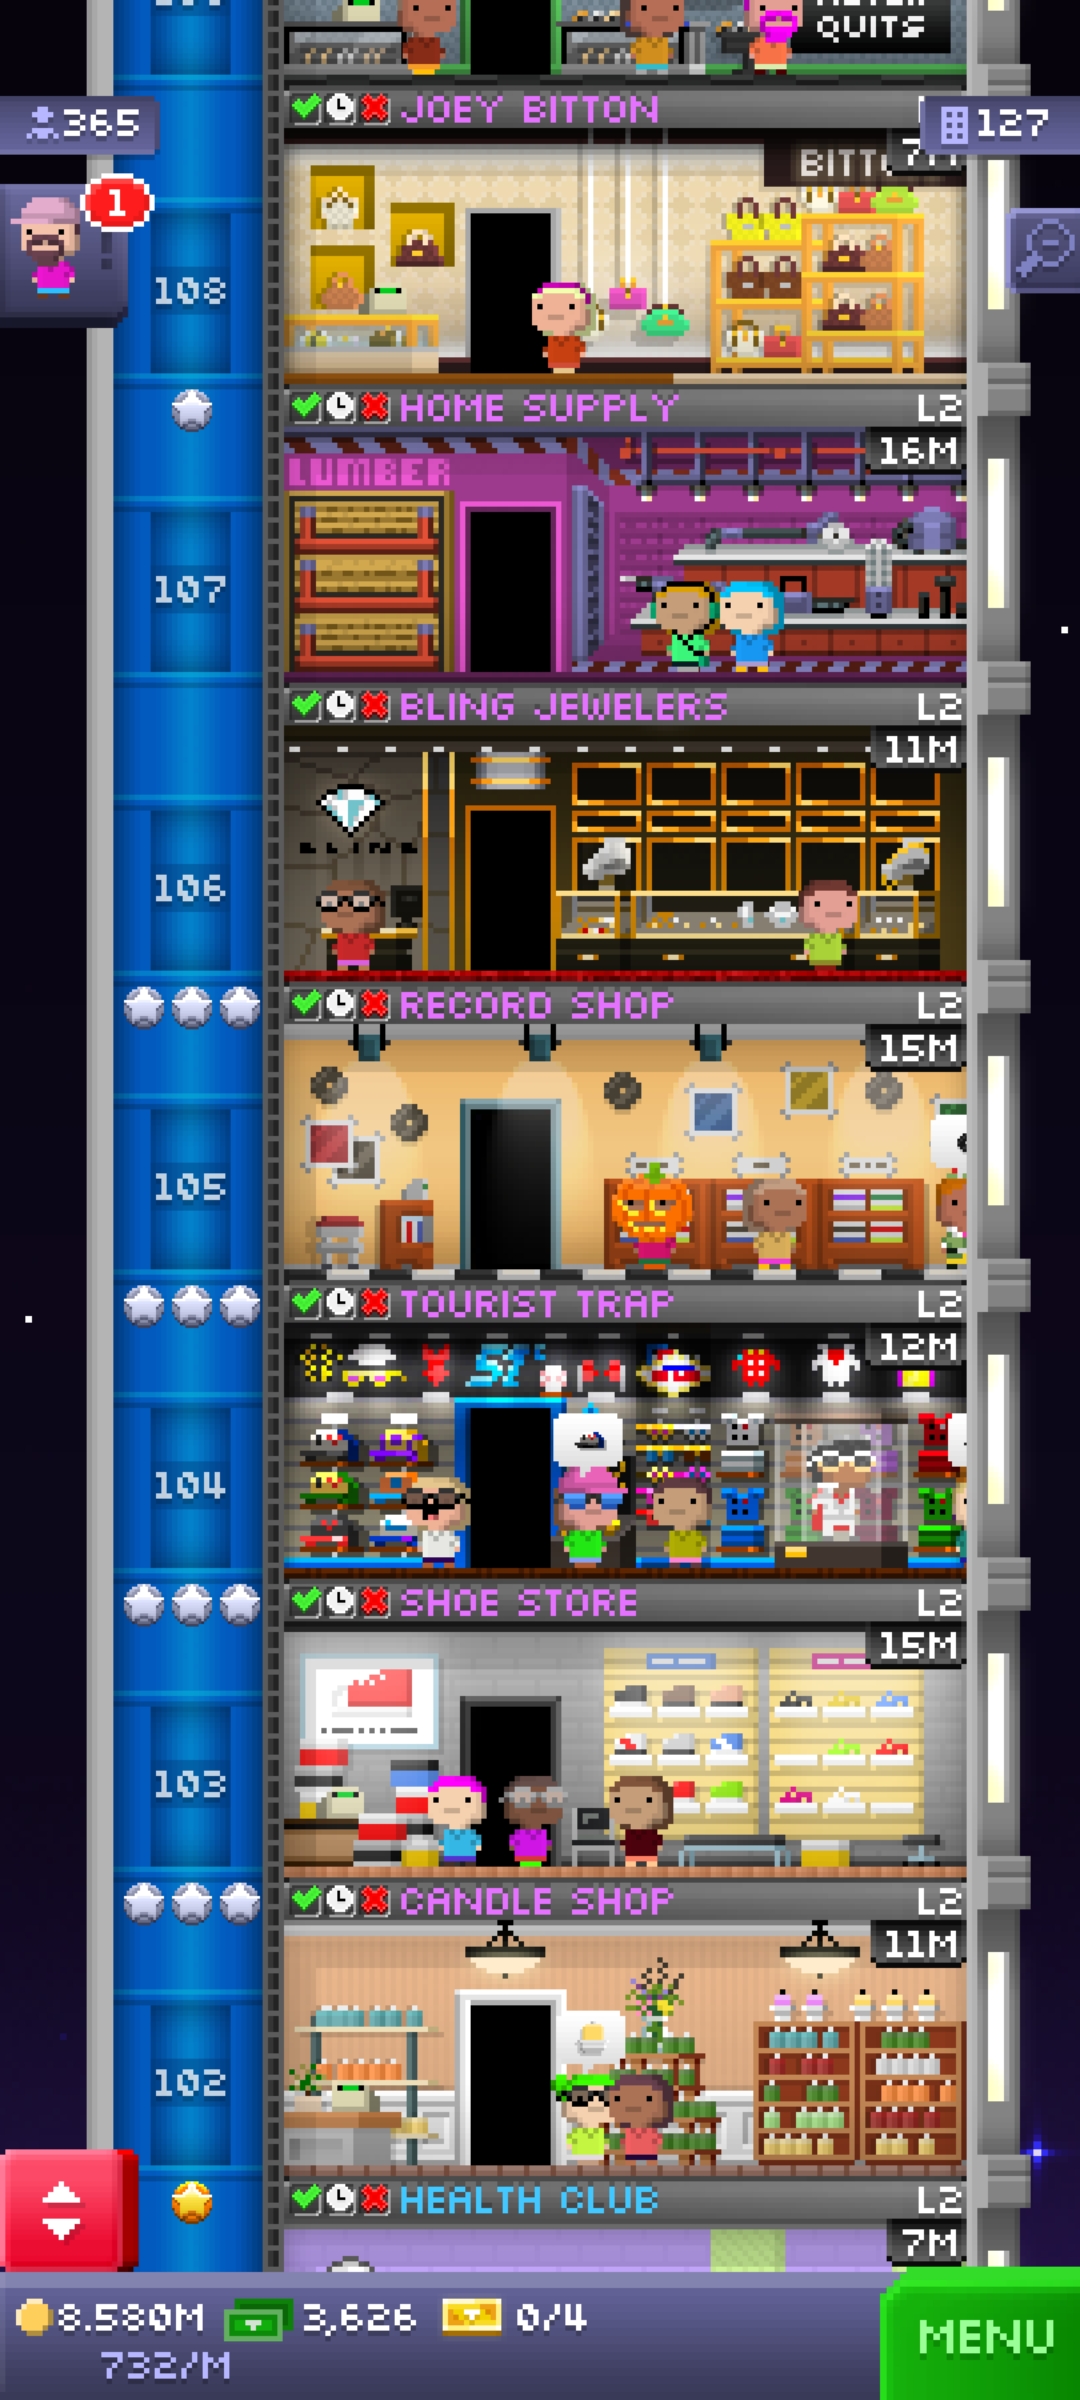 QUITS
JOEY BITTON
365
127
1
108
HOME SUPPLY L2
16M
LUMBER
107
BLING JEWELERS L2
11M
BLING
106
RECORD SHOP L2
15M
105
TOURIST TRAP L2
12M
104
SHOE STORE L2
15M
103
CANDLE SHOP L2
11M
102
HEALTH CLUB L2
7M
8.580M 3,626 0/4
732/M
MENU